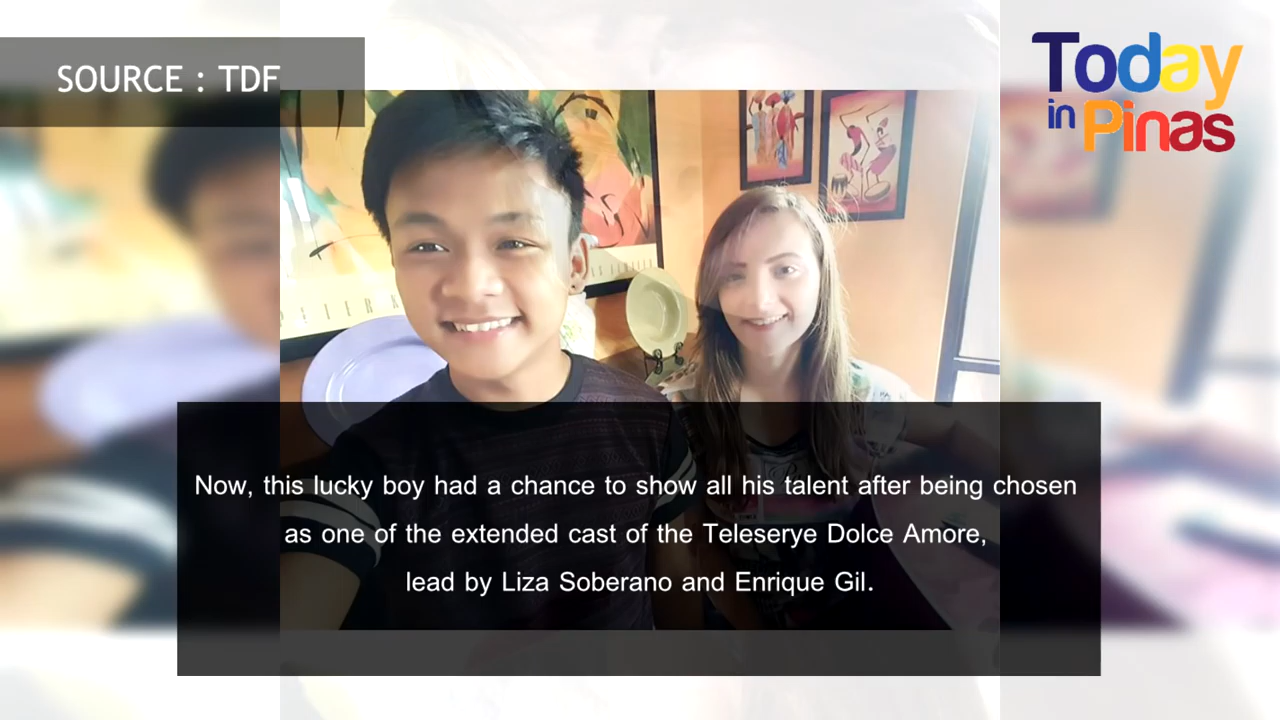 SOURCE : TDF
Today
in Pinas
Now, this lucky boy had a chance to show all his talent after being chosen
as one of the extended cast of the Teleserye Dolce Amore,
lead by Liza Soberano and Enrique Gil.